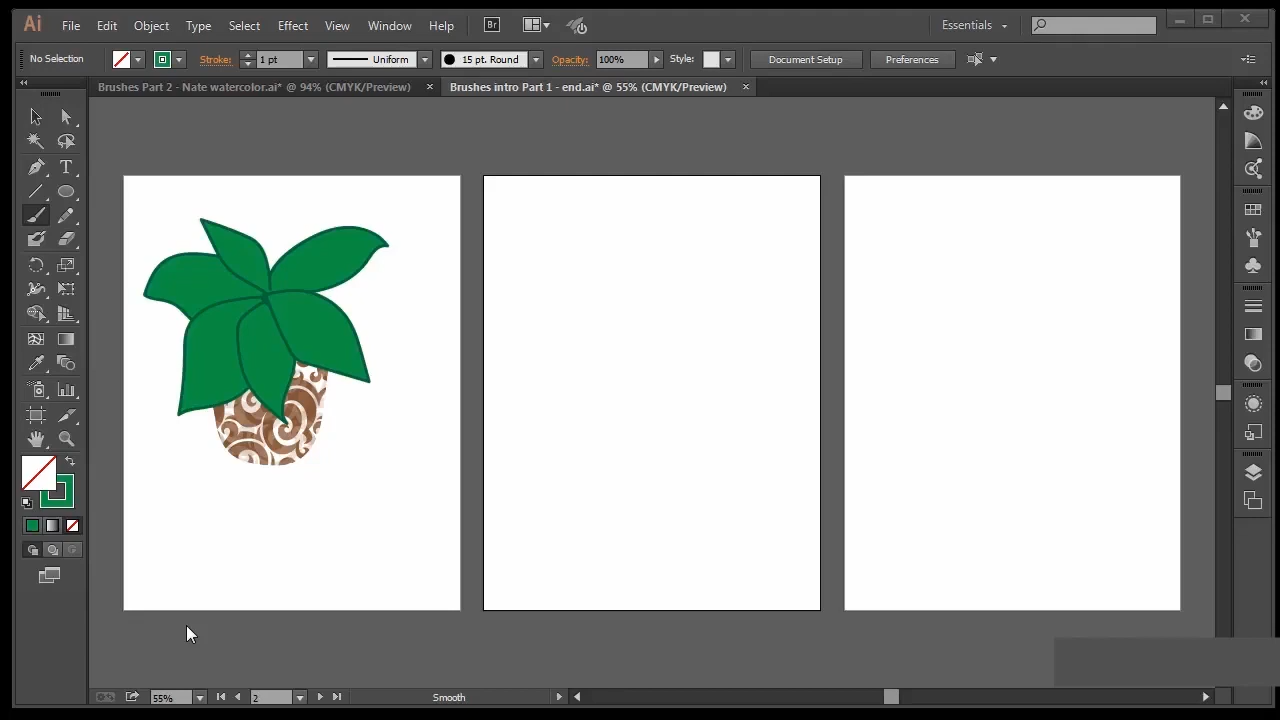 Ai File Edit Object Type Select Effect View Window Help Br Essentials
No Selection Stroke: 1 pt Uniform 15 pt. Round Opacity: 100% Style: Document Setup Preferences
Brushes Part 2 - Nate watercolor.ai* @ 94% (CMYK/Preview) Brushes intro Part 1 - end.ai* @ 55% (CMYK/Preview)
55% 2 Smooth